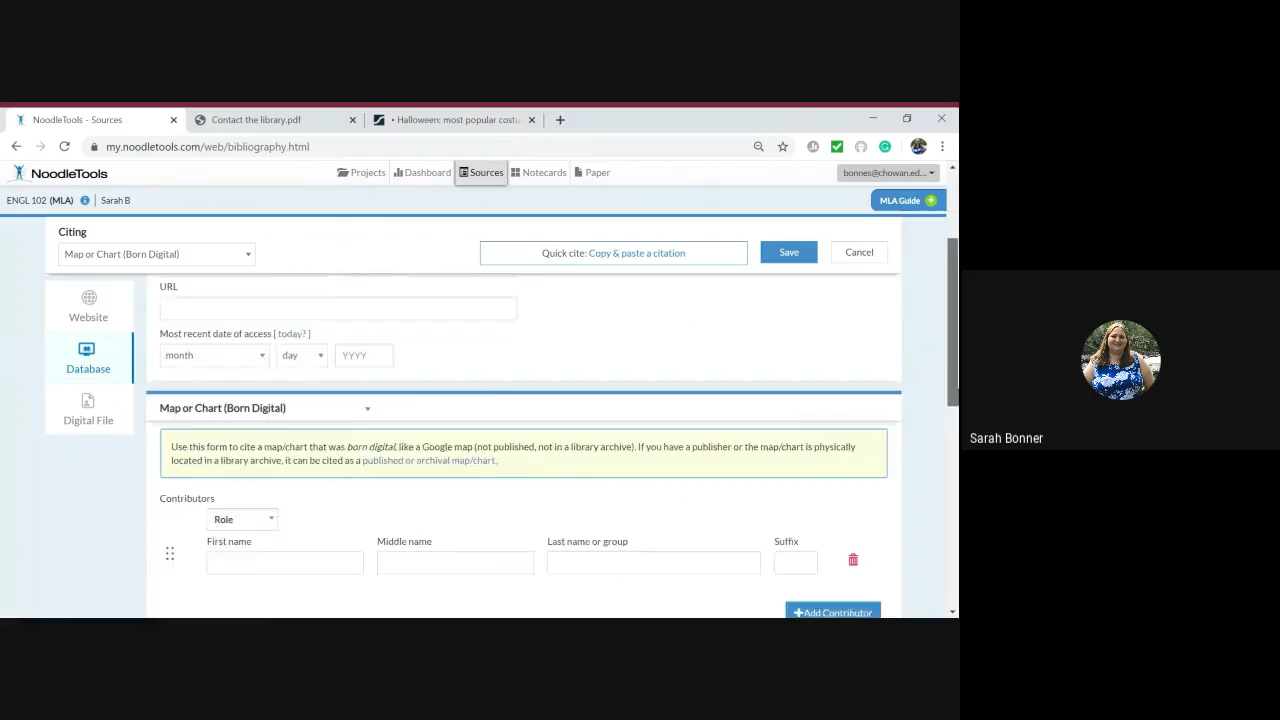 NoodleTools - Sources
Contact the library.pdf
• Halloween: most popular costu
my.noodletools.com/web/bibliography.html
NoodleTools
Projects
Dashboard
Sources
Notecards
Paper
bonnes@chowan.ed...
ENGL 102 (MLA)
Sarah B
MLA Guide
Citing
Map or Chart (Born Digital)
Quick cite: Copy & paste a citation
Save
Cancel
Website
Database
Digital File
URL
Most recent date of access [ today? ]
month
day
YYYY
Map or Chart (Born Digital)
Use this form to cite a map/chart that was born digital, like a Google map (not published, not in a library archive). If you have a publisher or the map/chart is physically
located in a library archive, it can be cited as a published or archival map/chart.
Contributors
Role
First name
Middle name
Last name or group
Suffix
+Add Contributor
Sarah Bonner